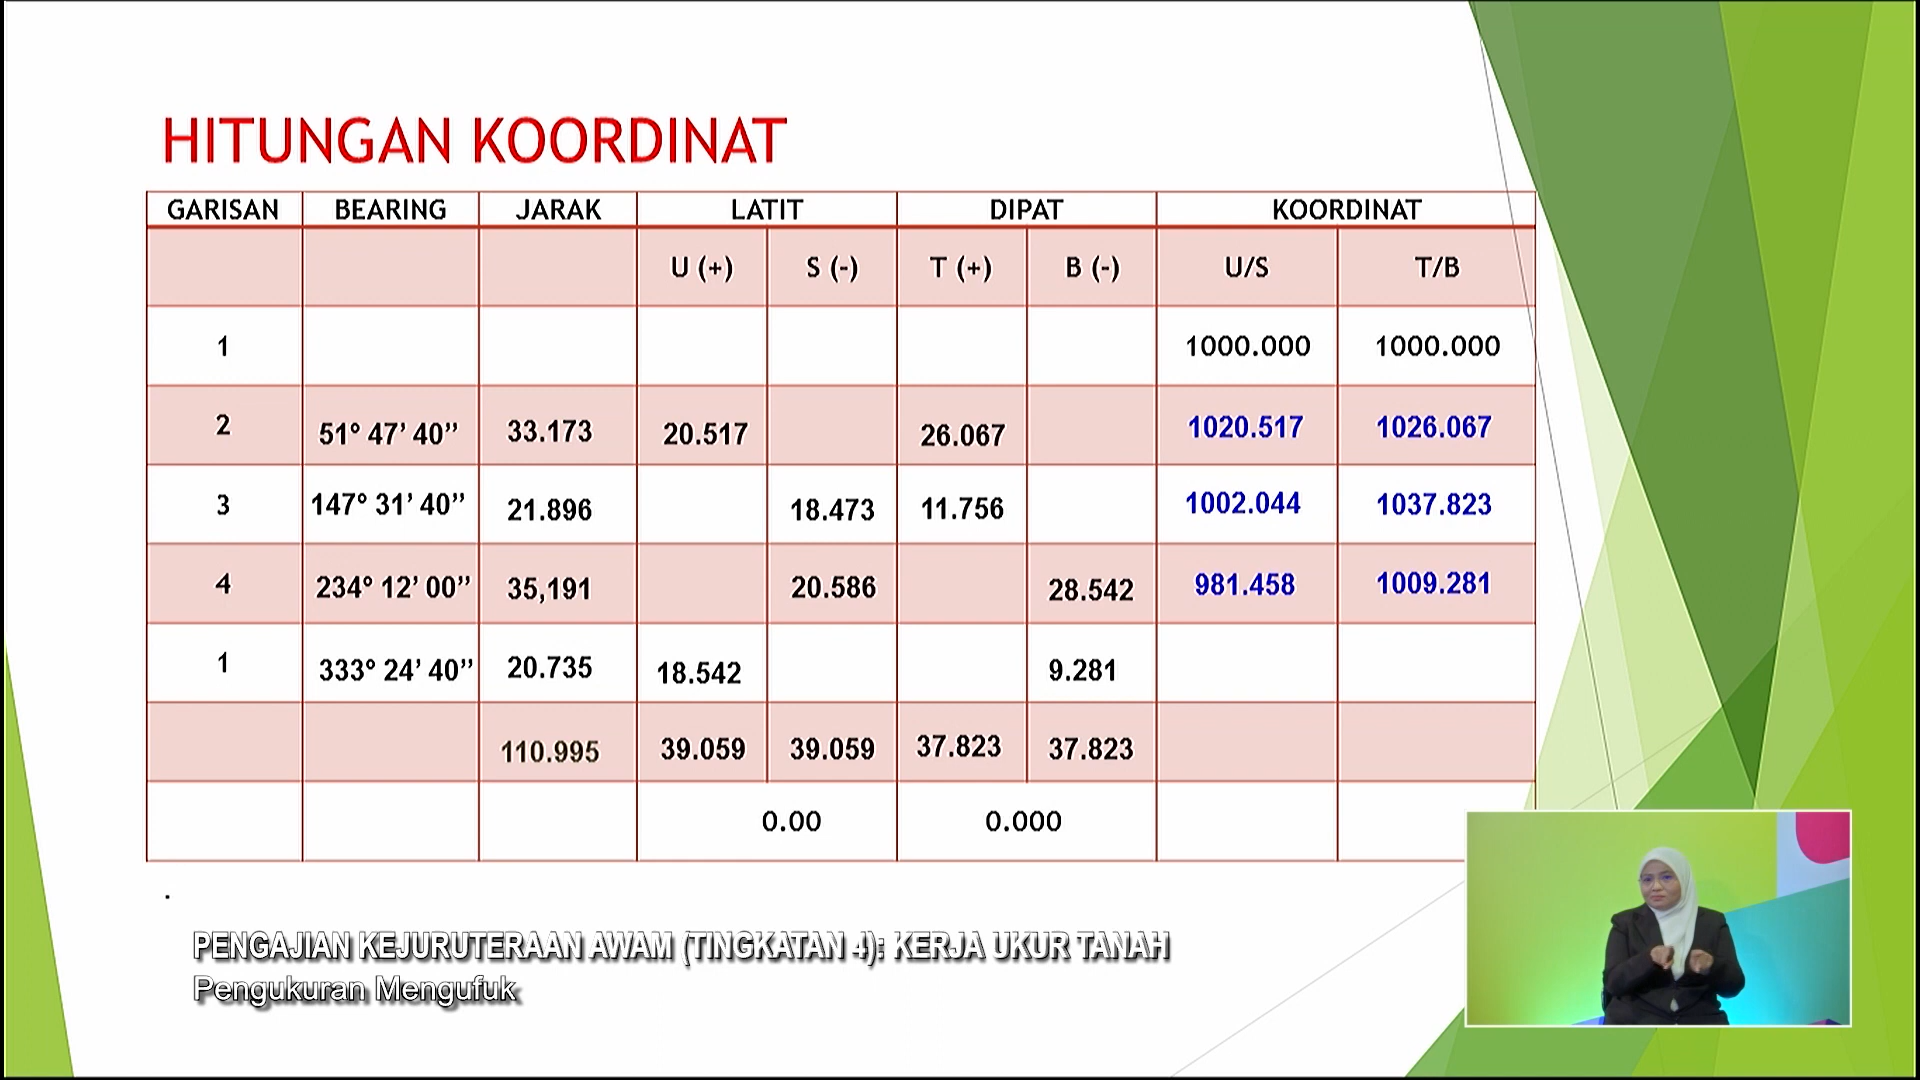 HITUNGAN KOORDINAT
GARISAN BEARING JARAK LATIT DIPAT KOORDINAT
U (+) S (-) T (+) B (-) U/S T/B
1 1000.000 1000.000
2 51° 47’ 40’’ 33.173 20.517 26.067 1020.517 1026.067
3 147° 31’ 40’’ 21.896 18.473 11.756 1002.044 1037.823
4 234° 12’ 00’’ 35,191 20.586 28.542 981.458 1009.281
1 333° 24’ 40’’ 20.735 18.542 9.281
110.995 39.059 39.059 37.823 37.823
0.00 0.000
.
PENGAJIAN KEJURUTERAAN AWAM (TINGKATAN 4): KERJA UKUR TANAH
Pengukuran Mengufuk